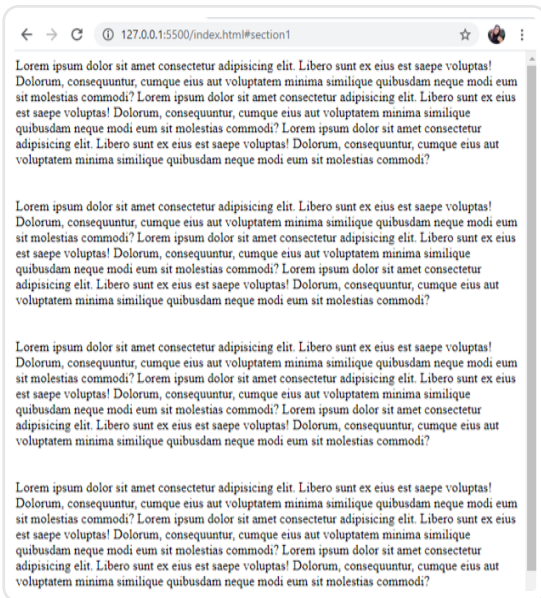 127.0.0.1:5500/index.html#section1
Lorem ipsum dolor sit amet consectetur adipisicing elit. Libero sunt ex eius est saepe voluptas!
Dolorum, consequuntur, cumque eius aut voluptatem minima similique quibusdam neque modi eum
sit molestias commodi? Lorem ipsum dolor sit amet consectetur adipisicing elit. Libero sunt ex eius
est saepe voluptas! Dolorum, consequuntur, cumque eius aut voluptatem minima similique
quibusdam neque modi eum sit molestias commodi? Lorem ipsum dolor sit amet consectetur
adipisicing elit. Libero sunt ex eius est saepe voluptas! Dolorum, consequuntur, cumque eius aut
voluptatem minima similique quibusdam neque modi eum sit molestias commodi?
Lorem ipsum dolor sit amet consectetur adipisicing elit. Libero sunt ex eius est saepe voluptas!
Dolorum, consequuntur, cumque eius aut voluptatem minima similique quibusdam neque modi eum
sit molestias commodi? Lorem ipsum dolor sit amet consectetur adipisicing elit. Libero sunt ex eius
est saepe voluptas! Dolorum, consequuntur, cumque eius aut voluptatem minima similique
quibusdam neque modi eum sit molestias commodi? Lorem ipsum dolor sit amet consectetur
adipisicing elit. Libero sunt ex eius est saepe voluptas! Dolorum, consequuntur, cumque eius aut
voluptatem minima similique quibusdam neque modi eum sit molestias commodi?
Lorem ipsum dolor sit amet consectetur adipisicing elit. Libero sunt ex eius est saepe voluptas!
Dolorum, consequuntur, cumque eius aut voluptatem minima similique quibusdam neque modi eum
sit molestias commodi? Lorem ipsum dolor sit amet consectetur adipisicing elit. Libero sunt ex eius
est saepe voluptas! Dolorum, consequuntur, cumque eius aut voluptatem minima similique
quibusdam neque modi eum sit molestias commodi? Lorem ipsum dolor sit amet consectetur
adipisicing elit. Libero sunt ex eius est saepe voluptas! Dolorum, consequuntur, cumque eius aut
voluptatem minima similique quibusdam neque modi eum sit molestias commodi?
Lorem ipsum dolor sit amet consectetur adipisicing elit. Libero sunt ex eius est saepe voluptas!
Dolorum, consequuntur, cumque eius aut voluptatem minima similique quibusdam neque modi eum
sit molestias commodi? Lorem ipsum dolor sit amet consectetur adipisicing elit. Libero sunt ex eius
est saepe voluptas! Dolorum, consequuntur, cumque eius aut voluptatem minima similique
quibusdam neque modi eum sit molestias commodi? Lorem ipsum dolor sit amet consectetur
adipisicing elit. Libero sunt ex eius est saepe voluptas! Dolorum, consequuntur, cumque eius aut
voluptatem minima similique quibusdam neque modi eum sit molestias commodi?